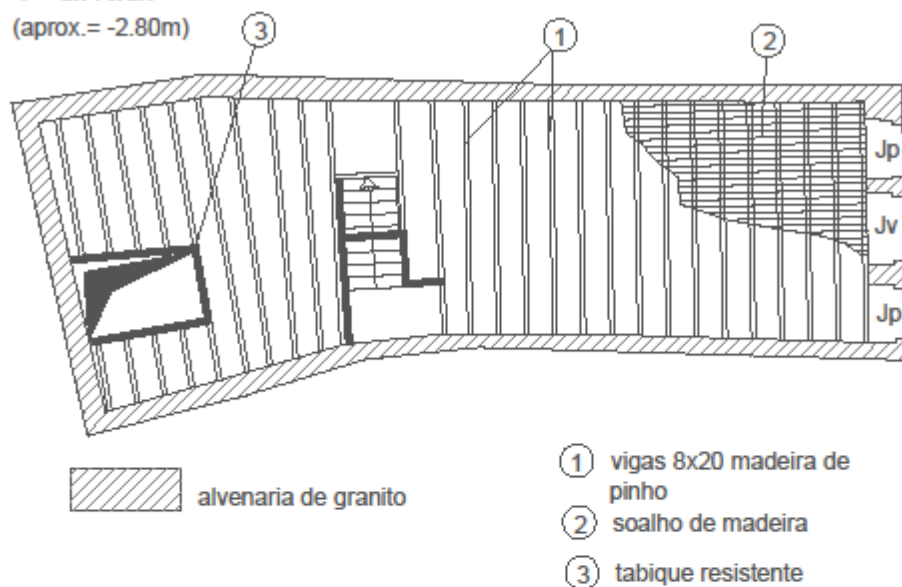 (aprox.= -2.80m)
3
1
2
Jp
Jv
Jp
alvenaria de granito
1 vigas 8x20 madeira de
pinho
2 soalho de madeira
3 tabique resistente